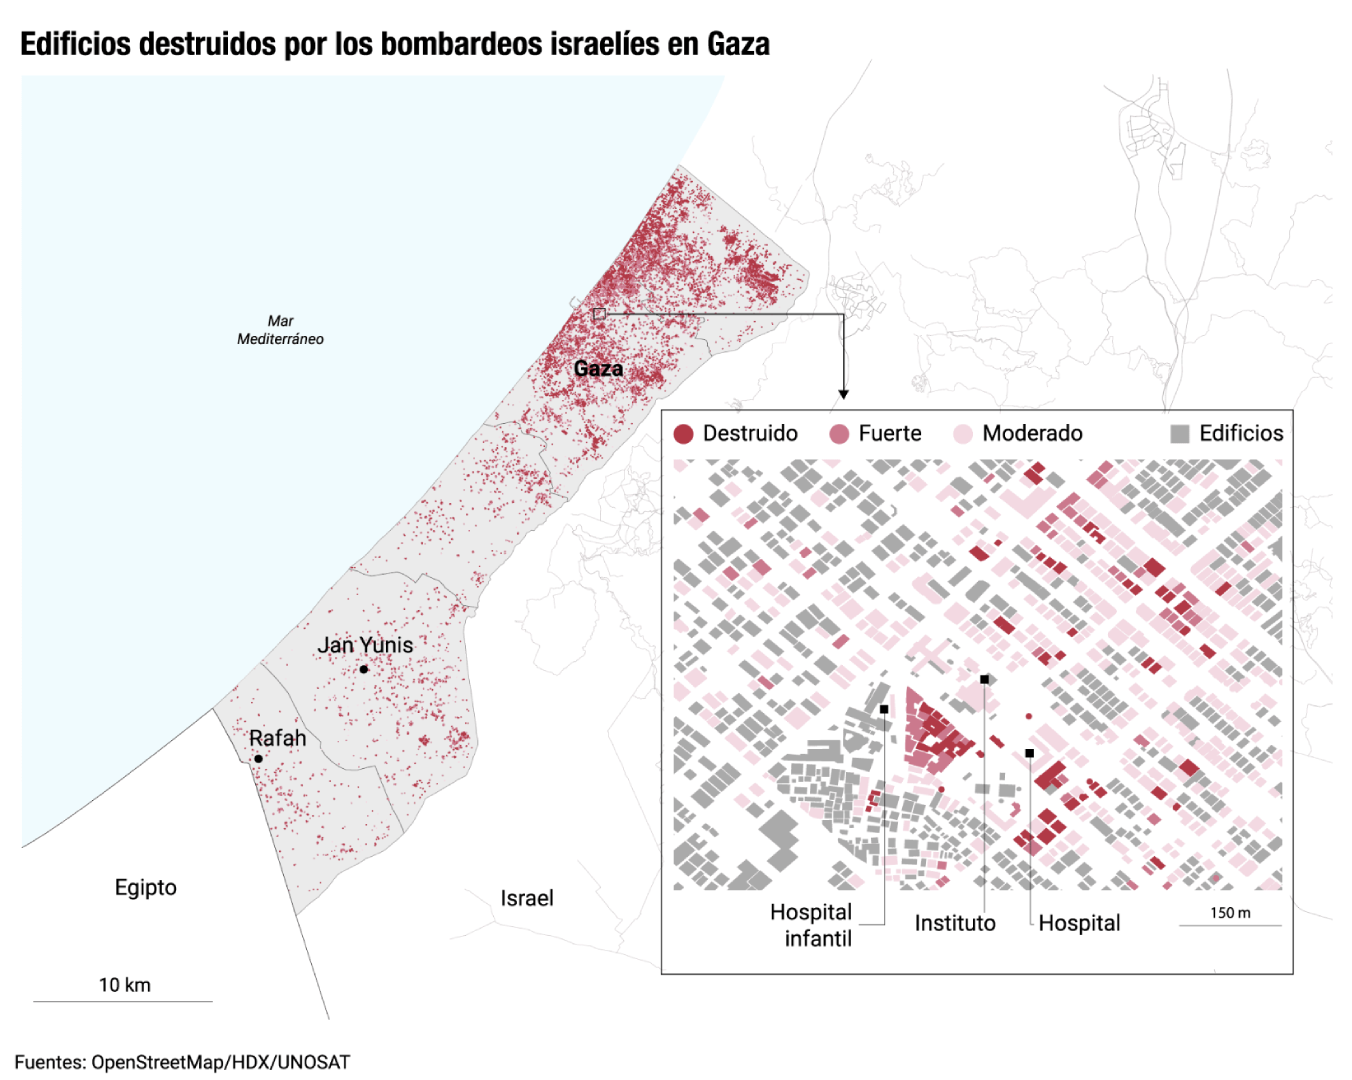 Edificios destruidos por los bombardeos israelíes en Gaza
Mar
Mediterráneo
Gaza
Destruido
Fuerte
Moderado
Edificios
Jan Yunis
Rafah
Egipto
Israel
Hospital
infantil
Instituto
Hospital
150 m
10 km
Fuentes: OpenStreetMap/HDX/UNOSAT